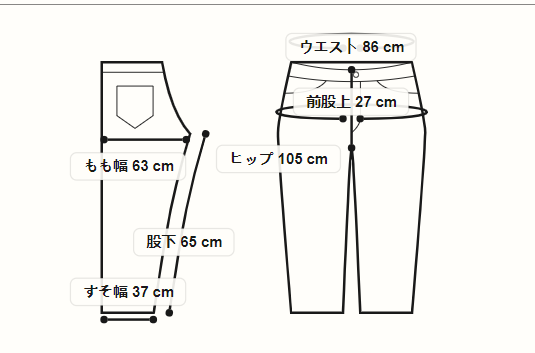 ウエスト 86 cm
前股上 27 cm
もも幅 63 cm
ヒップ 105 cm
股下 65 cm
すそ幅 37 cm